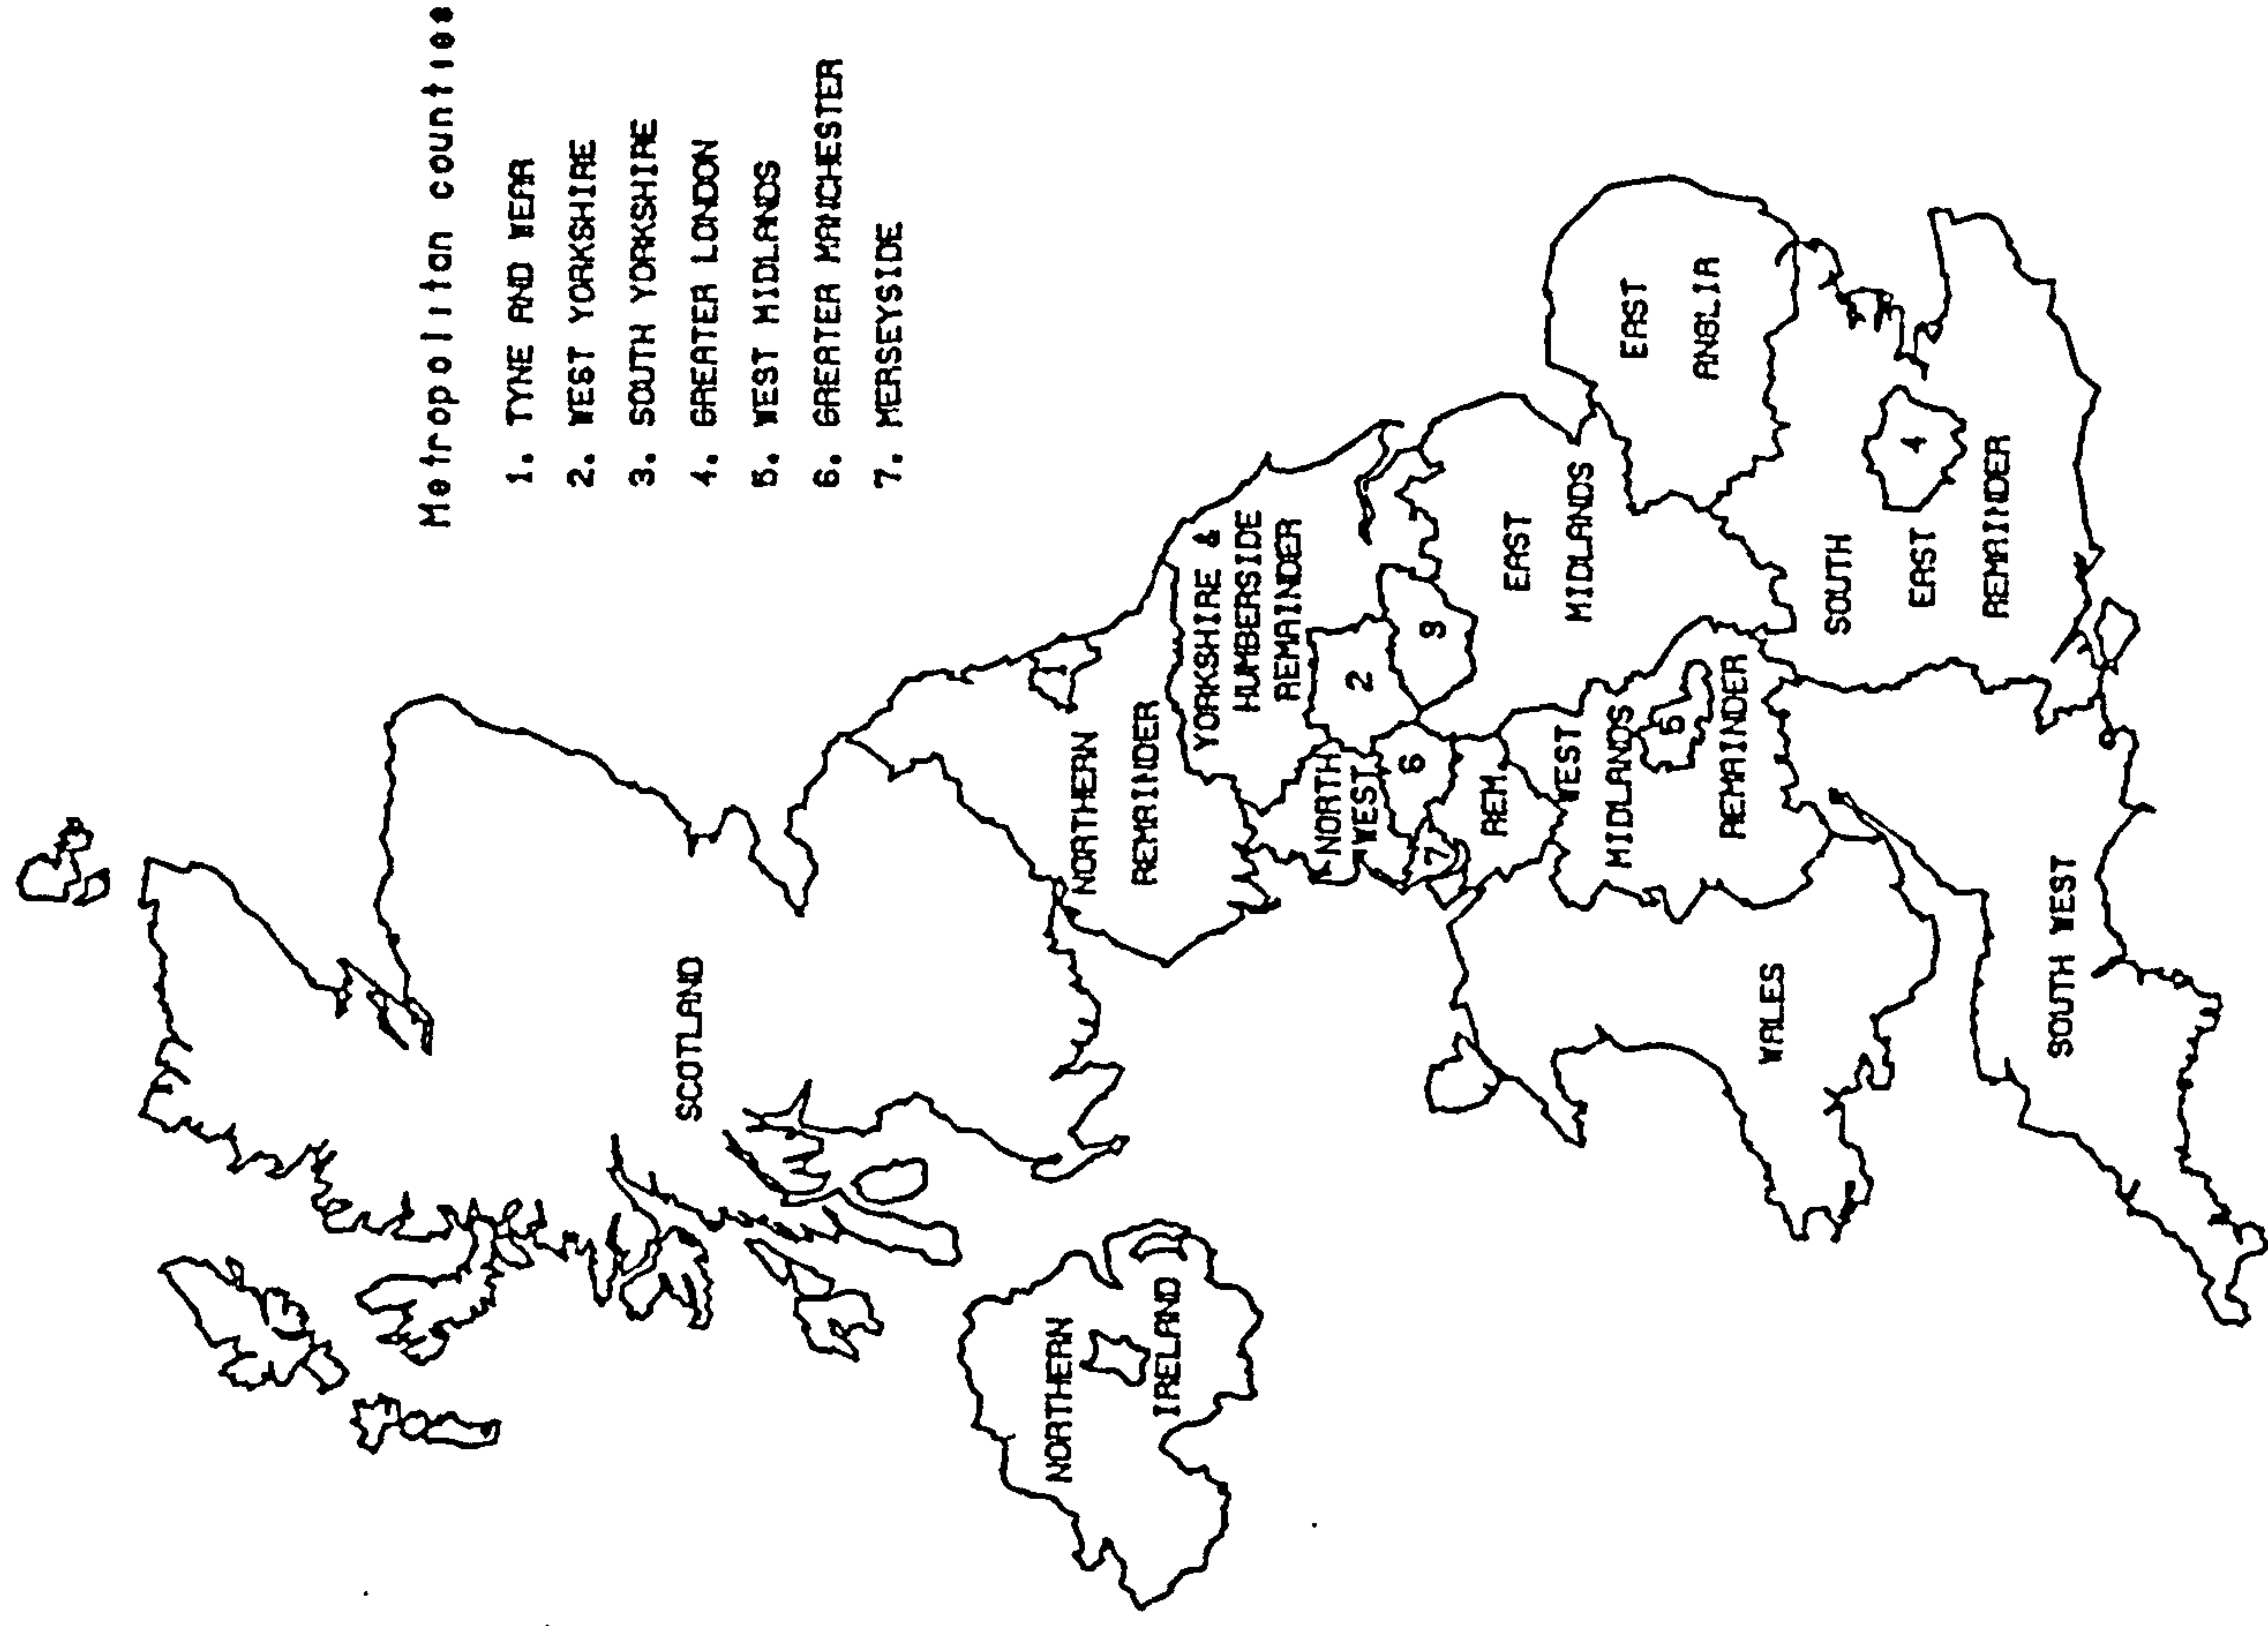 Metropolitan counties
1. TYNE AND WEAR
2. WEST YORKSHIRE
3. SOUTH YORKSHIRE
4. GREATER LONDON
5. WEST MIDLANDS
6. GREATER MANCHESTER
7. MERSEYSIDE
SCOTLAND
NORTHERN
IRELAND
NORTHERN
REMAINDER
1
YORKSHIRE &
HUMBERSIDE
REMAINDER
NORTH
WEST
2
6
3
7
REM
EAST
MIDLANDS
WEST
MIDLANDS
5
REMAINDER
EAST
ANGLIA
WALES
SOUTH
EAST
4
REMAINDER
SOUTH WEST